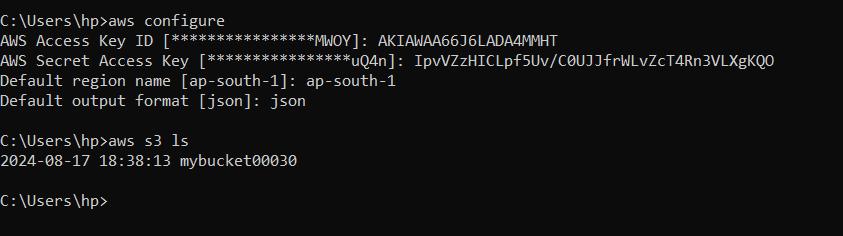 C:\Users\hp>aws configure
AWS Access Key ID [****************MWOY]: AKIAWAA66J6LADA4MMHT
AWS Secret Access Key [****************uQ4n]: 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
Default region name [ap-south-1]: ap-south-1
Default output format [json]: json
C:\Users\hp>aws s3 ls
2024-08-17 18:38:13 mybucket00030
C:\Users\hp>